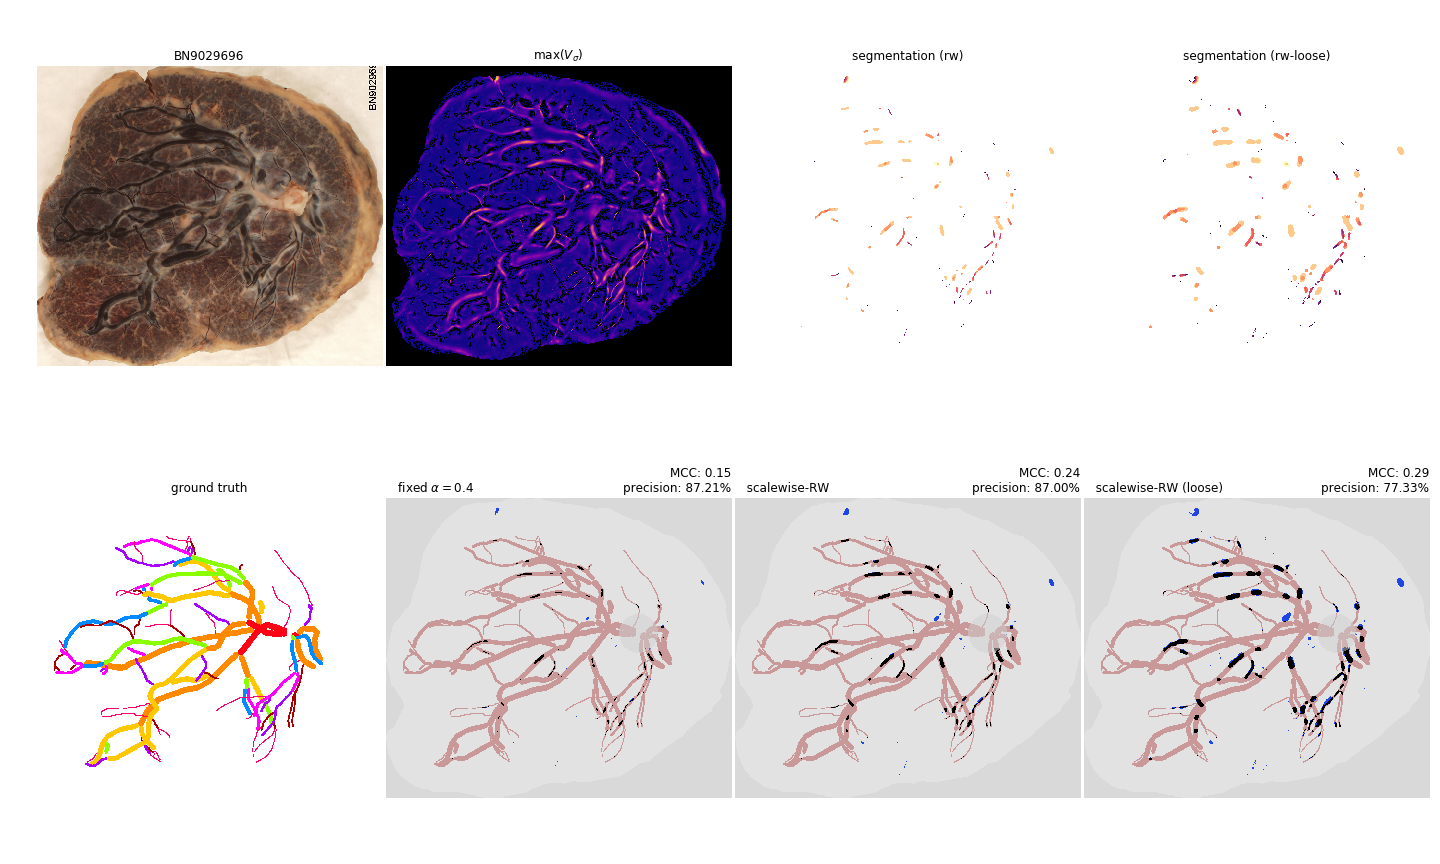 BN9029696
max(V_σ)
segmentation (rw)
segmentation (rw-loose)
ground truth
fixed α = 0.4
MCC: 0.15
precision: 87.21%
scalewise-RW
MCC: 0.24
precision: 87.00%
scalewise-RW (loose)
MCC: 0.29
precision: 77.33%